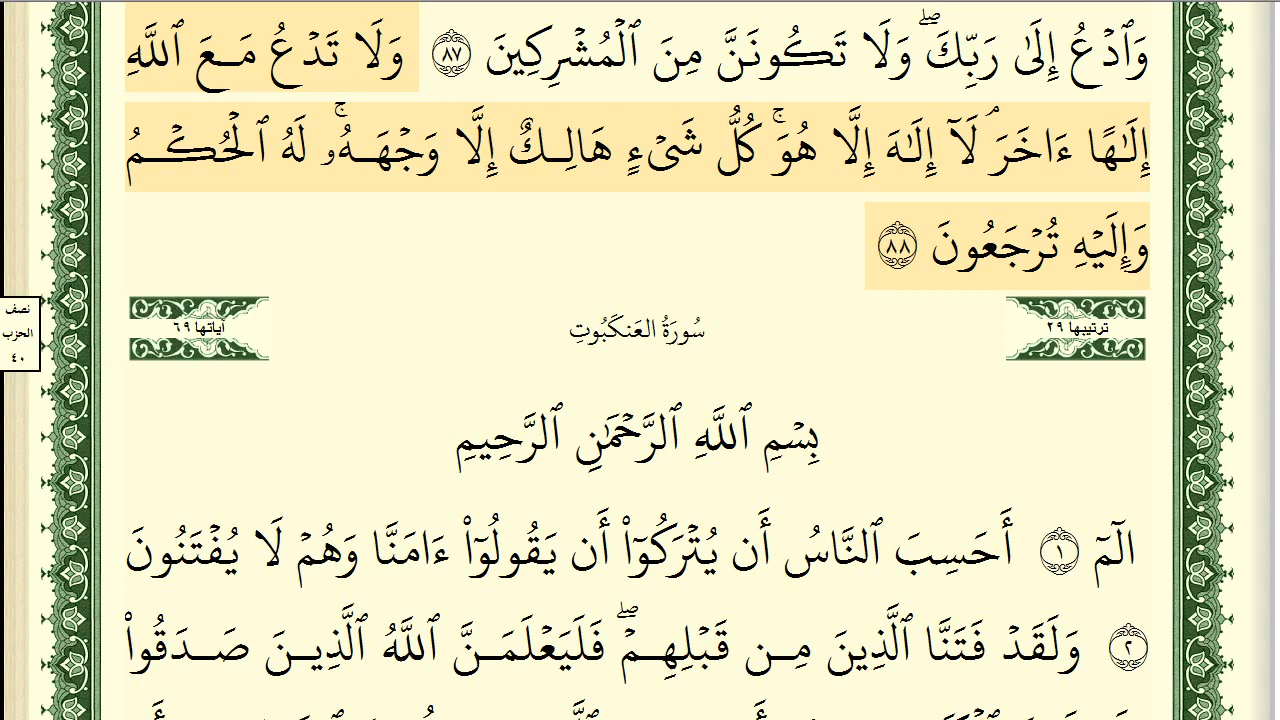 وَٱدۡعُ إِلَىٰ رَبِّكَۖ وَلَا تَكُونَنَّ مِنَ ٱلۡمُشۡرِكِينَ ٨٧ وَلَا تَدۡعُ مَعَ ٱللَّهِ
إِلَٰهًا ءَاخَرَۘ لَآ إِلَٰهَ إِلَّا هُوَۚ كُلُّ شَيۡءٍ هَالِكٌ إِلَّا وَجۡهَهُۥۚ لَهُ ٱلۡحُكۡمُ
وَإِلَيۡهِ تُرۡجَعُونَ ٨٨
ترتيبها ٢٩
سُورَةُ العَنكَبُوتِ
آياتها ٦٩
نصف
الحزب
٤٠
بِسۡمِ ٱللَّهِ ٱلرَّحۡمَٰنِ ٱلرَّحِيمِ
الٓمٓ ١ أَحَسِبَ ٱلنَّاسُ أَن يُتۡرَكُوٓاْ أَن يَقُولُوٓاْ ءَامَنَّا وَهُمۡ لَا يُفۡتَنُونَ
٢ وَلَقَدۡ فَتَنَّا ٱلَّذِينَ مِن قَبۡلِهِمۡۖ فَلَيَعۡلَمَنَّ ٱللَّهُ ٱلَّذِينَ صَدَقُواْ